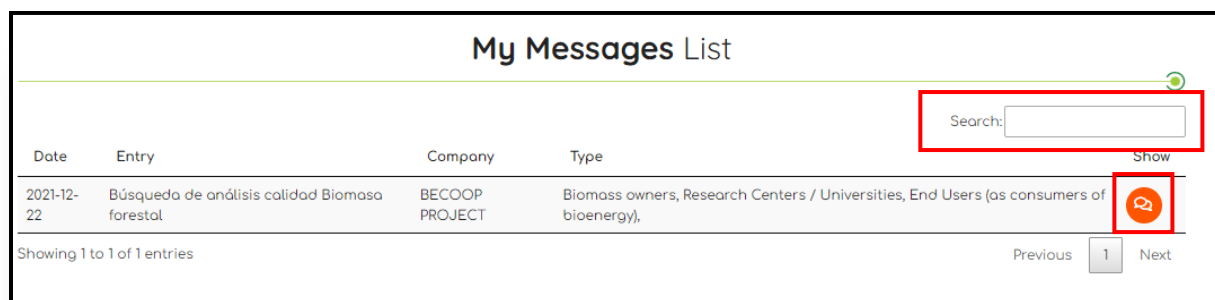 My Messages List
Search:
Date Entry Company Type Show
2021-12- Búsqueda de análisis calidad Biomasa BECOOP Biomass owners, Research Centers / Universities, End Users (as consumers of
22 forestal PROJECT bioenergy),
Showing 1 to 1 of 1 entries Previous 1 Next